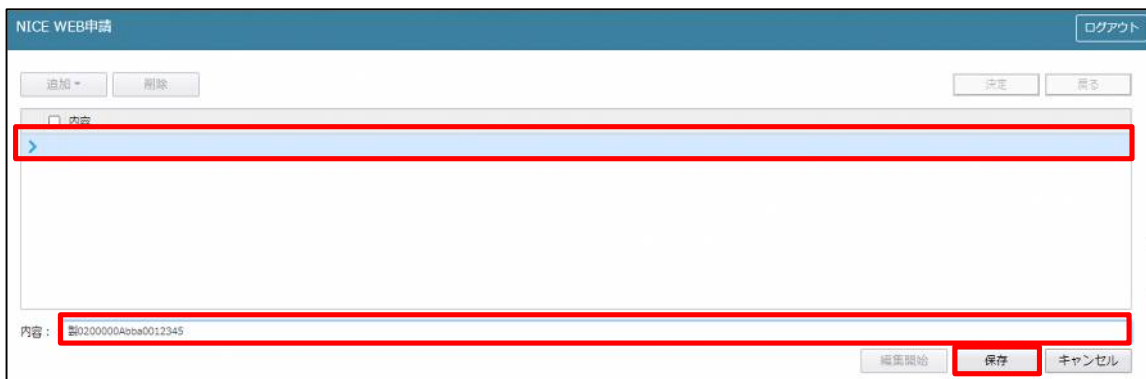 NICE WEB申請 ログアウト
追加 削除 決定 戻る
内容
内容： 製0200000Abba0012345
編集開始 保存 キャンセル